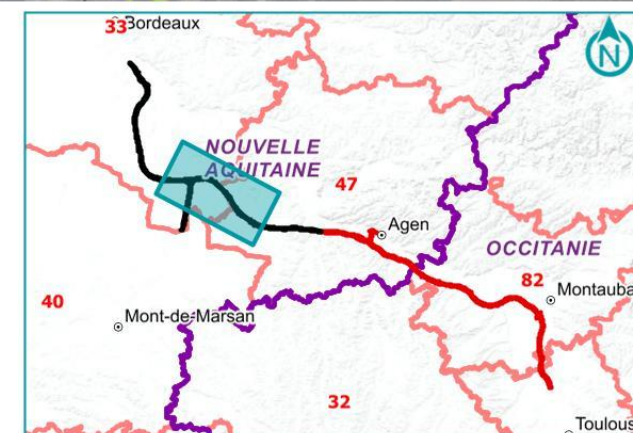 33
Bordeaux
N
NOUVELLE
AQUITAINE
47
Agen
OCCITANIE
82
Montauba
40
Mont-de-Marsan
32
Toulous